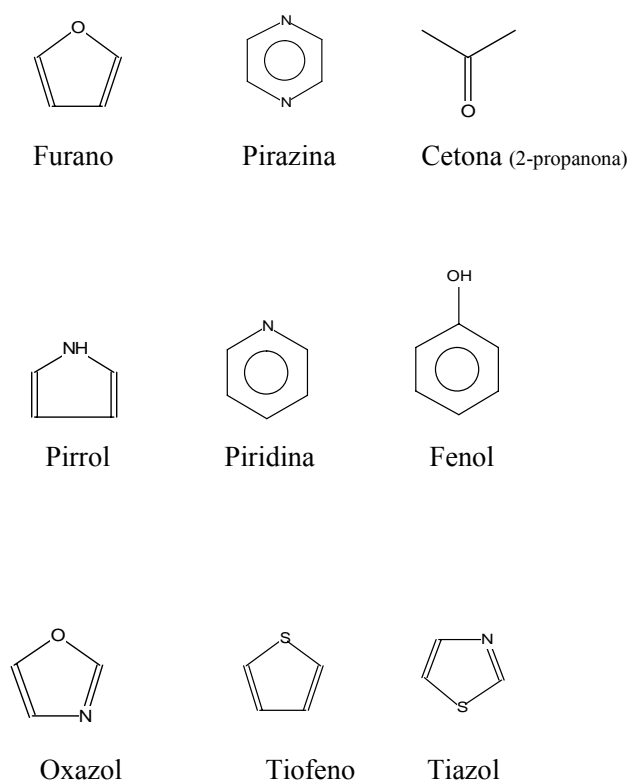 O N
N
O
Furano Pirazina Cetona (2-propanona)
OH
NH N
Pirrol Piridina Fenol
O S N
N S
Oxazol Tiofeno Tiazol